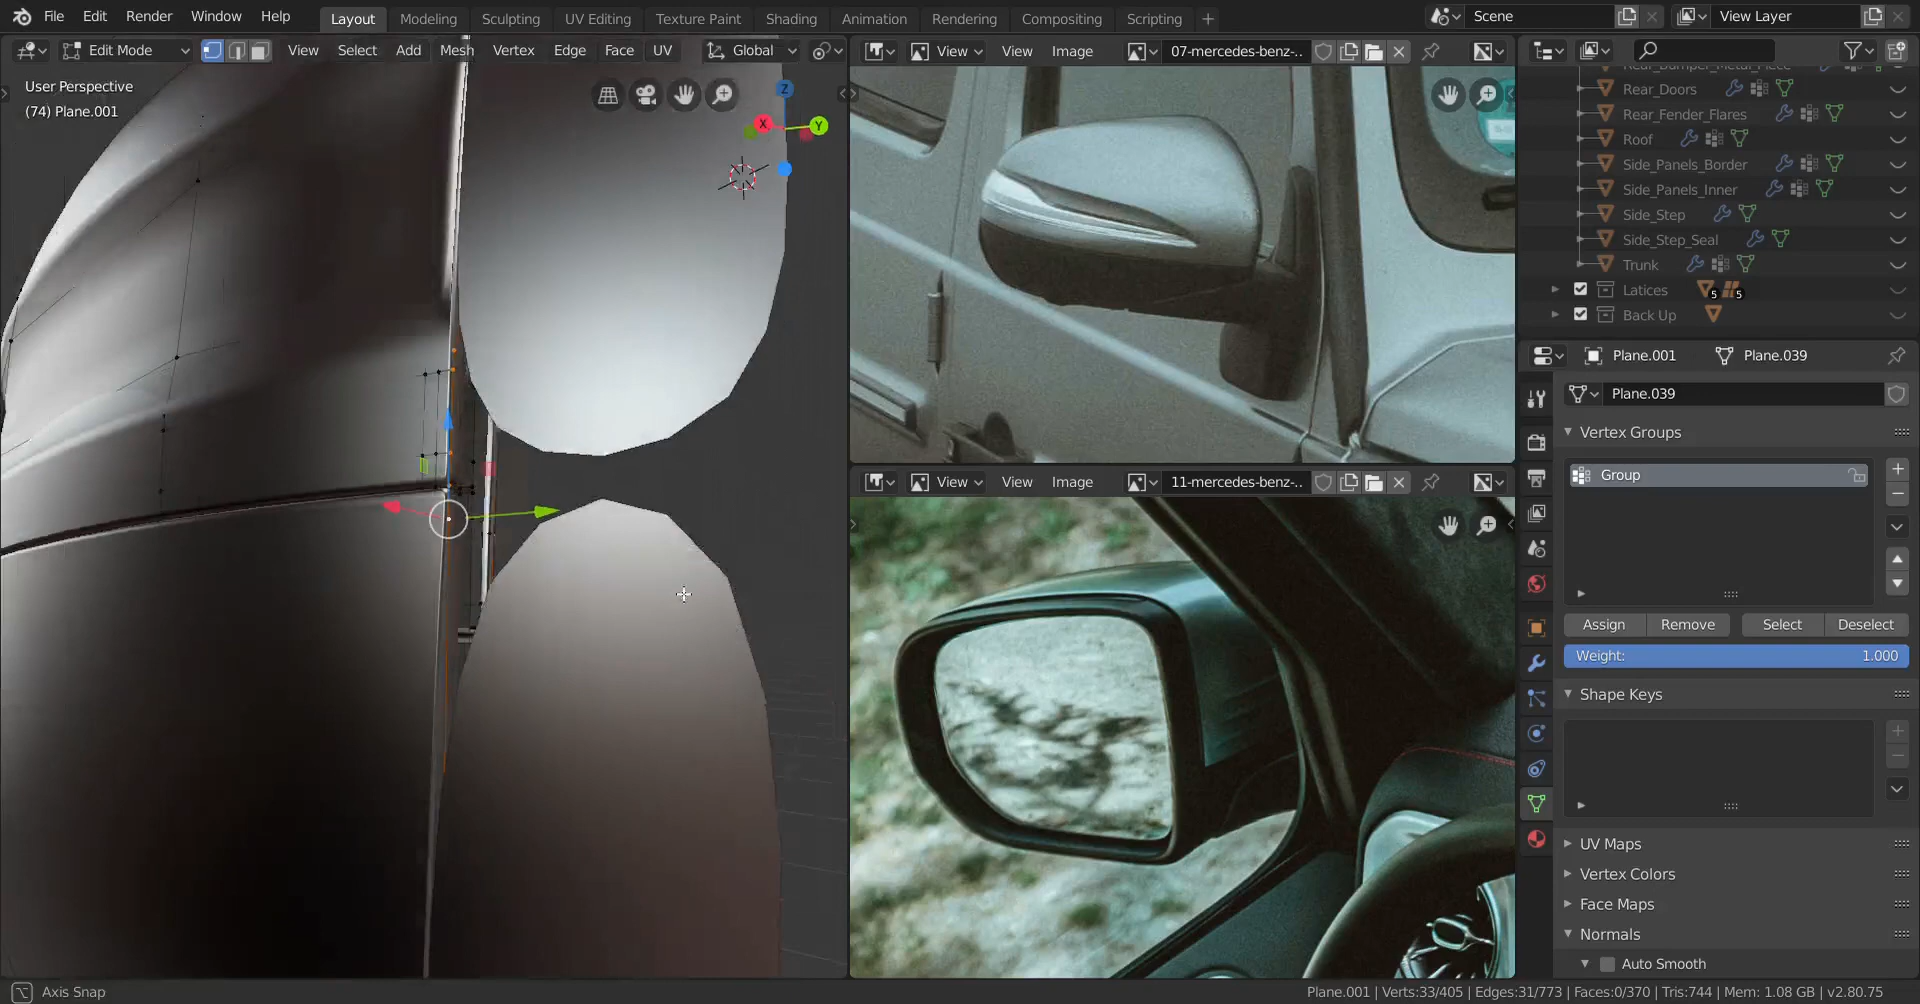 File Edit Render Window Help Layout Modeling Sculpting UV Editing Texture Paint Shading Animation Rendering Compositing Scripting + Scene View Layer
Edit Mode View Select Add Mesh Vertex Edge Face UV Global View View Image 07-mercedes-benz-..
User Perspective
(74) Plane.001
Z
X
Y
View View Image 11-mercedes-benz-..
Rear_Bumper_Metal_Piece
Rear_Doors
Rear_Fender_Flares
Roof
Side_Panels_Border
Side_Panels_Inner
Side_Step
Side_Step_Seal
Trunk
Latices 5 5
Back Up
Plane.001 Plane.039
Plane.039
Vertex Groups
Group
Assign Remove Select Deselect
Weight: 1.000
Shape Keys
UV Maps
Vertex Colors
Face Maps
Normals
Auto Smooth
Axis Snap
Plane.001 | Verts:33/405 | Edges:31/773 | Faces:0/370 | Tris:744 | Mem: 1.08 GB | v2.80.75